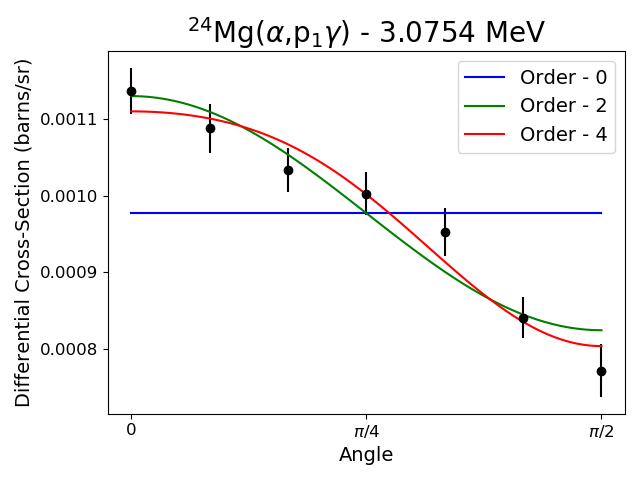 ²⁴Mg(α,p₁γ) - 3.0754 MeV
Order - 0
Order - 2
Order - 4
Differential Cross-Section (barns/sr)
0.0011
0.0010
0.0009
0.0008
0
π/4
π/2
Angle